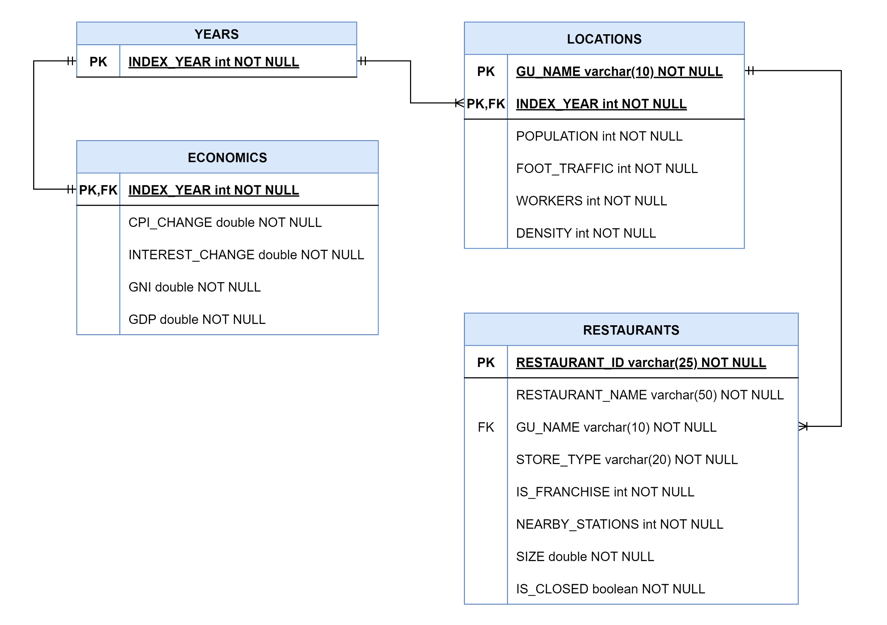 YEARS
PK INDEX_YEAR int NOT NULL
ECONOMICS
PK,FK INDEX_YEAR int NOT NULL
CPI_CHANGE double NOT NULL
INTEREST_CHANGE double NOT NULL
GNI double NOT NULL
GDP double NOT NULL
LOCATIONS
PK GU_NAME varchar(10) NOT NULL
PK,FK INDEX_YEAR int NOT NULL
POPULATION int NOT NULL
FOOT_TRAFFIC int NOT NULL
WORKERS int NOT NULL
DENSITY int NOT NULL
RESTAURANTS
PK RESTAURANT_ID varchar(25) NOT NULL
RESTAURANT_NAME varchar(50) NOT NULL
FK GU_NAME varchar(10) NOT NULL
STORE_TYPE varchar(20) NOT NULL
IS_FRANCHISE int NOT NULL
NEARBY_STATIONS int NOT NULL
SIZE double NOT NULL
IS_CLOSED boolean NOT NULL